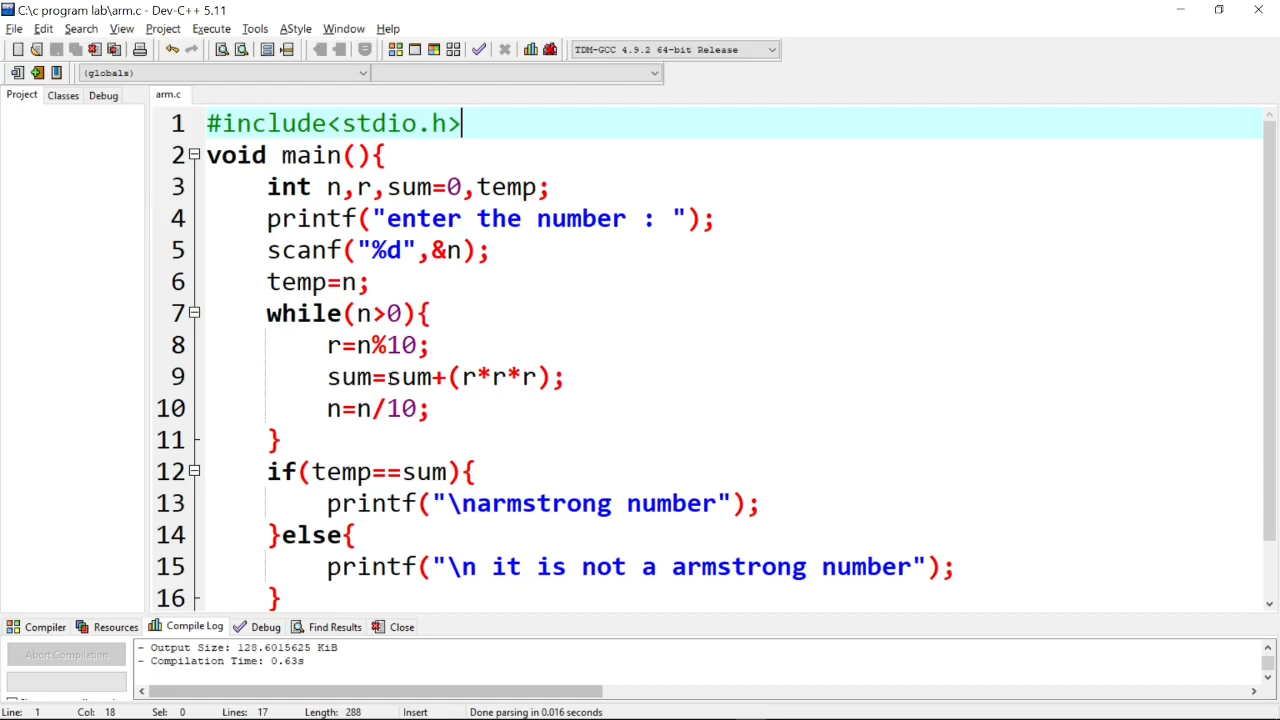 C:\c program lab\arm.c - Dev-C++ 5.11
File Edit Search View Project Execute Tools AStyle Window Help
TDM-GCC 4.9.2 64-bit Release
(globals)
Project Classes Debug arm.c
1 #include<stdio.h>
2 void main(){
3 int n,r,sum=0,temp;
4 printf("enter the number : ");
5 scanf("%d",&n);
6 temp=n;
7 while(n>0){
8 r=n%10;
9 sum=sum+(r*r*r);
10 n=n/10;
11 }
12 if(temp==sum){
13 printf("\narmstrong number");
14 }else{
15 printf("\n it is not a armstrong number");
16 }
Compiler Resources Compile Log Debug Find Results Close
Abort Compilation
- Output Size: 128.6015625 KiB
- Compilation Time: 0.63s
Line: 1 Col: 18 Sel: 0 Lines: 17 Length: 288 Insert Done parsing in 0.016 seconds